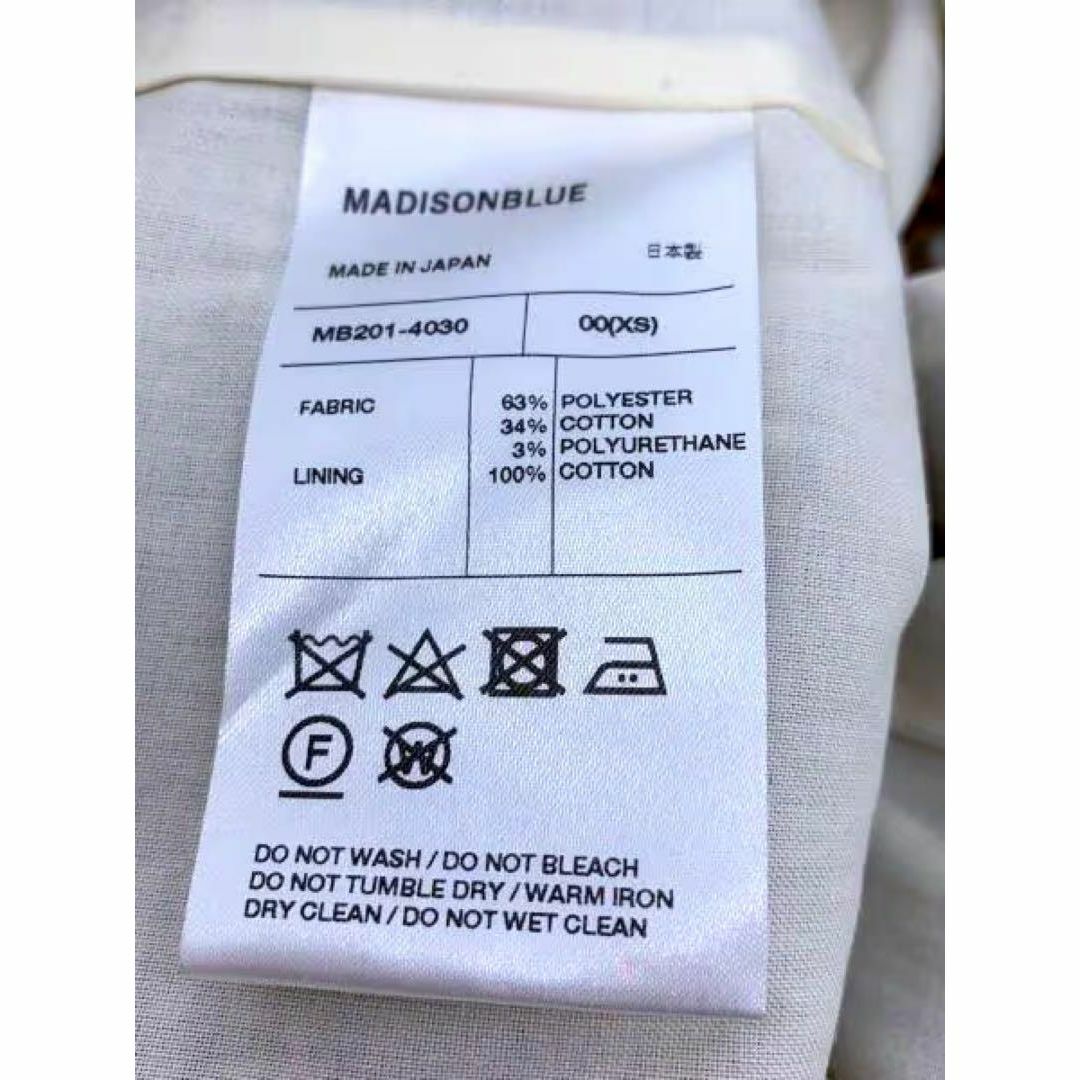 MADISONBLUE
MADE IN JAPAN 日本製
MB201-4030 00(XS)
FABRIC 63% POLYESTER
34% COTTON
3% POLYURETHANE
LINING 100% COTTON
F W
DO NOT WASH / DO NOT BLEACH
DO NOT TUMBLE DRY / WARM IRON
DRY CLEAN / DO NOT WET CLEAN